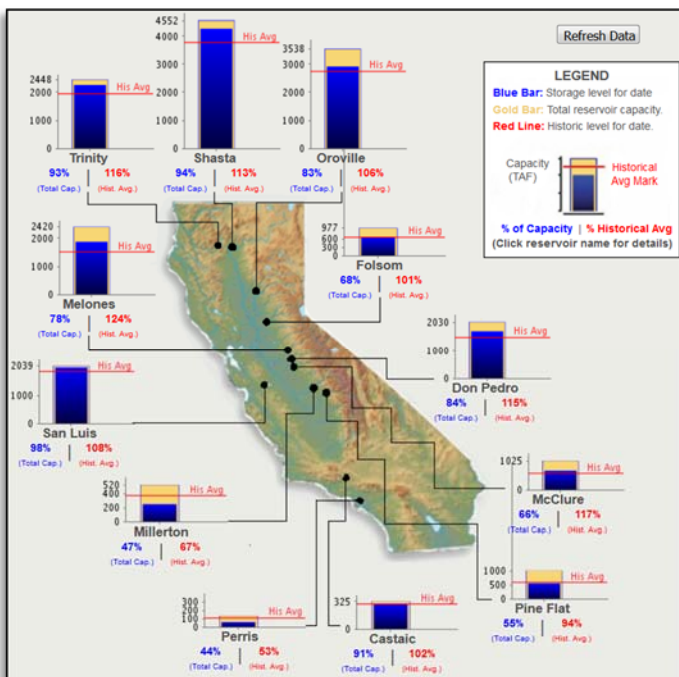 Refresh Data
LEGEND
Blue Bar: Storage level for date
Gold Bar: Total reservoir capacity.
Red Line: Historic level for date.
Capacity
(TAF)
Historical
Avg Mark
% of Capacity | % Historical Avg
(Click reservoir name for details)
2448
2000
1000
0
His Avg
Trinity
93% | 116%
(Total Cap.) (Hist. Avg.)
4552
4000
3000
2000
1000
0
His Avg
Shasta
94% | 113%
(Total Cap.) (Hist. Avg.)
3538
3000
2000
1000
0
His Avg
Oroville
83% | 106%
(Total Cap.) (Hist. Avg.)
2420
2000
1000
0
His Avg
Melones
78% | 124%
(Total Cap.) (Hist. Avg.)
977
600
300
0
His Avg
Folsom
68% | 101%
(Total Cap.) (Hist. Avg.)
2030
1000
0
His Avg
Don Pedro
84% | 115%
(Total Cap.) (Hist. Avg.)
2039
1000
0
His Avg
San Luis
98% | 108%
(Total Cap.) (Hist. Avg.)
1025
0
His Avg
McClure
66% | 117%
(Total Cap.) (Hist. Avg.)
520
400
200
0
His Avg
Millerton
47% | 67%
(Total Cap.) (Hist. Avg.)
1000
500
0
His Avg
Pine Flat
55% | 94%
(Total Cap.) (Hist. Avg.)
300
200
100
0
His Avg
Perris
44% | 53%
(Total Cap.) (Hist. Avg.)
325
0
His Avg
Castaic
91% | 102%
(Total Cap.) (Hist. Avg.)